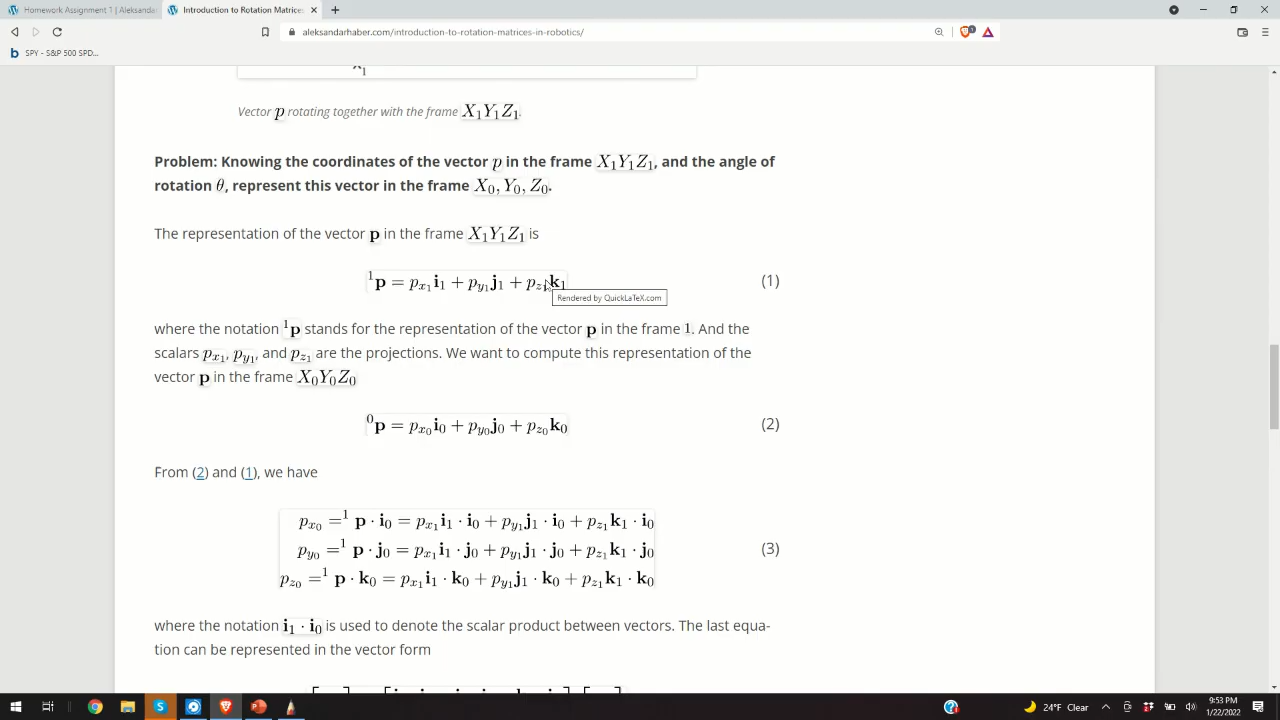 Homework Assignment 1 | Aleksandar
Introduction to Rotation Matrices
aleksandarhaber.com/introduction-to-rotation-matrices-in-robotics/
SPY - S&P 500 SPD...
x₁
Vector p rotating together with the frame X₁Y₁Z₁.
Problem: Knowing the coordinates of the vector p in the frame X₁Y₁Z₁, and the angle of
rotation θ, represent this vector in the frame X₀, Y₀, Z₀.
The representation of the vector p in the frame X₁Y₁Z₁ is
¹p = pₓ₁i₁ + p_y₁j₁ + p_z₁k₁ (1)
Rendered by QuickLaTeX.com
where the notation ¹p stands for the representation of the vector p in the frame 1. And the
scalars pₓ₁, p_y₁, and p_z₁ are the projections. We want to compute this representation of the
vector p in the frame X₀Y₀Z₀
⁰p = pₓ₀i₀ + p_y₀j₀ + p_z₀k₀ (2)
From (2) and (1), we have
pₓ₀ =¹ p · i₀ = pₓ₁i₁ · i₀ + p_y₁j₁ · i₀ + p_z₁k₁ · i₀
p_y₀ =¹ p · j₀ = pₓ₁i₁ · j₀ + p_y₁j₁ · j₀ + p_z₁k₁ · j₀ (3)
p_z₀ =¹ p · k₀ = pₓ₁i₁ · k₀ + p_y₁j₁ · k₀ + p_z₁k₁ · k₀
where the notation i₁ · i₀ is used to denote the scalar product between vectors. The last equa-
tion can be represented in the vector form
24°F Clear
9:53 PM
1/22/2022